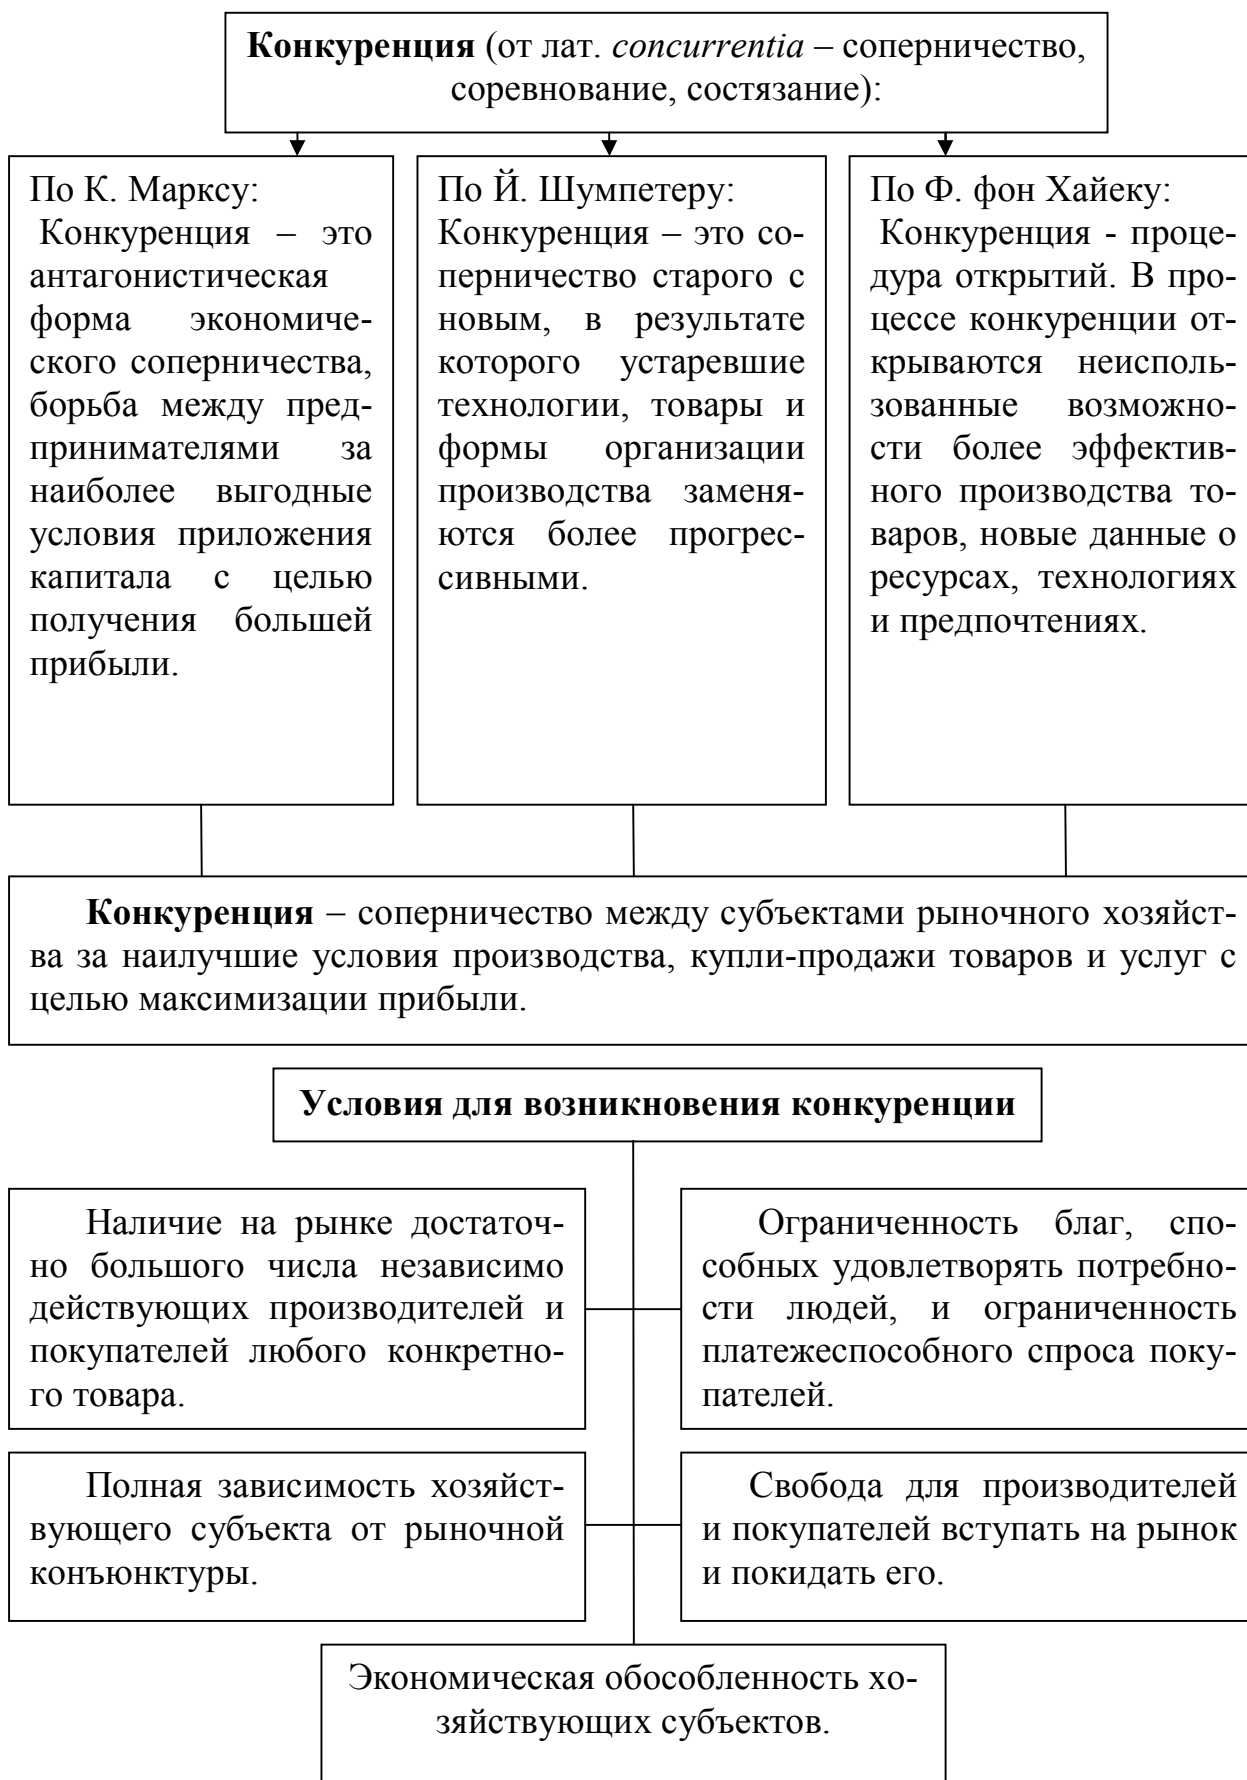 Конкуренция (от лат. concurrentia – соперничество,
соревнование, состязание):
По К. Марксу:
Конкуренция – это
антагонистическая
форма экономиче-
ского соперничества,
борьба между пред-
принимателями за
наиболее выгодные
условия приложения
капитала с целью
получения большей
прибыли.
По Й. Шумпетеру:
Конкуренция – это со-
перничество старого с
новым, в результате
которого устаревшие
технологии, товары и
формы организации
производства заменя-
ются более прогрес-
сивными.
По Ф. фон Хайеку:
Конкуренция - проце-
дура открытий. В про-
цессе конкуренции от-
крываются неисполь-
зованные возможно-
сти более эффектив-
ного производства то-
варов, новые данные о
ресурсах, технологиях
и предпочтениях.
Конкуренция – соперничество между субъектами рыночного хозяйст-
ва за наилучшие условия производства, купли-продажи товаров и услуг с
целью максимизации прибыли.
Условия для возникновения конкуренции
Наличие на рынке достаточ-
но большого числа независимо
действующих производителей и
покупателей любого конкретно-
го товара.
Ограниченность благ, спо-
собных удовлетворять потребно-
сти людей, и ограниченность
платежеспособного спроса поку-
пателей.
Полная зависимость хозяйст-
вующего субъекта от рыночной
конъюнктуры.
Свобода для производителей
и покупателей вступать на рынок
и покидать его.
Экономическая обособленность хо-
зяйствующих субъектов.